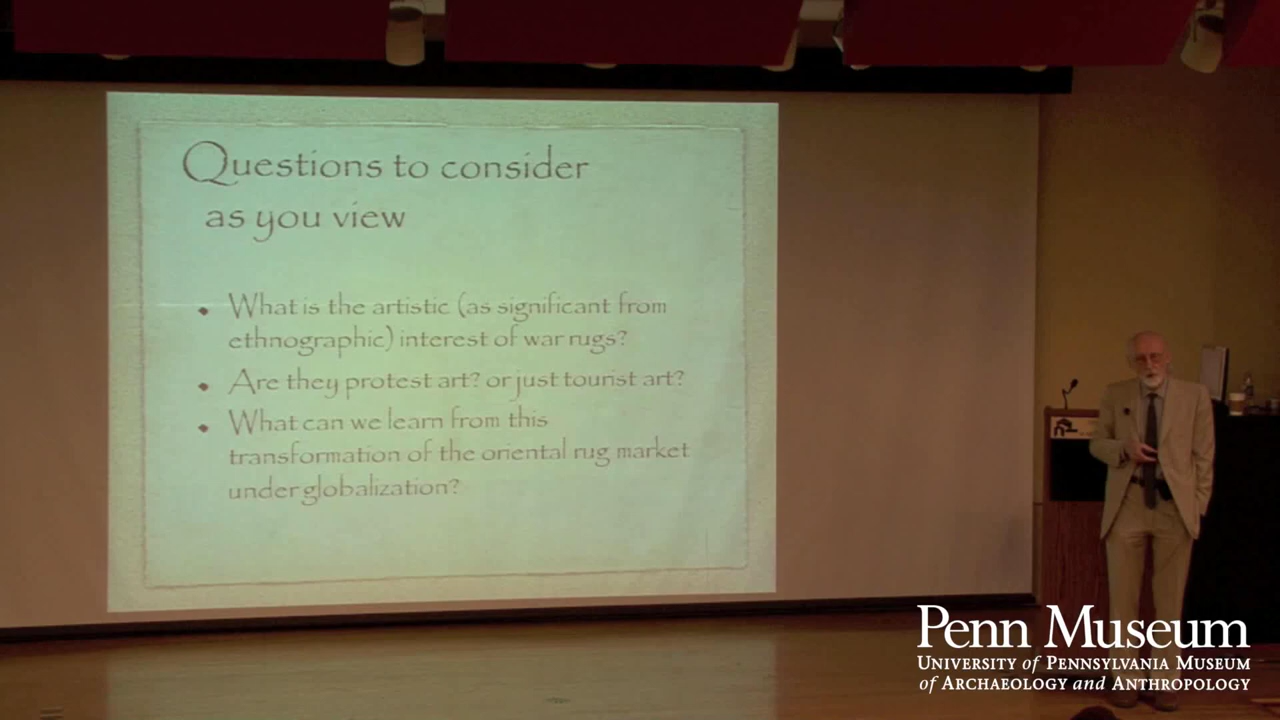 Questions to consider
as you view
• What is the artistic (as significant from
ethnographic) interest of war rugs?
• Are they protest art? or just tourist art?
• What can we learn from this
transformation of the oriental rug market
under globalization?
Penn Museum
University of Pennsylvania Museum
of Archaeology and Anthropology